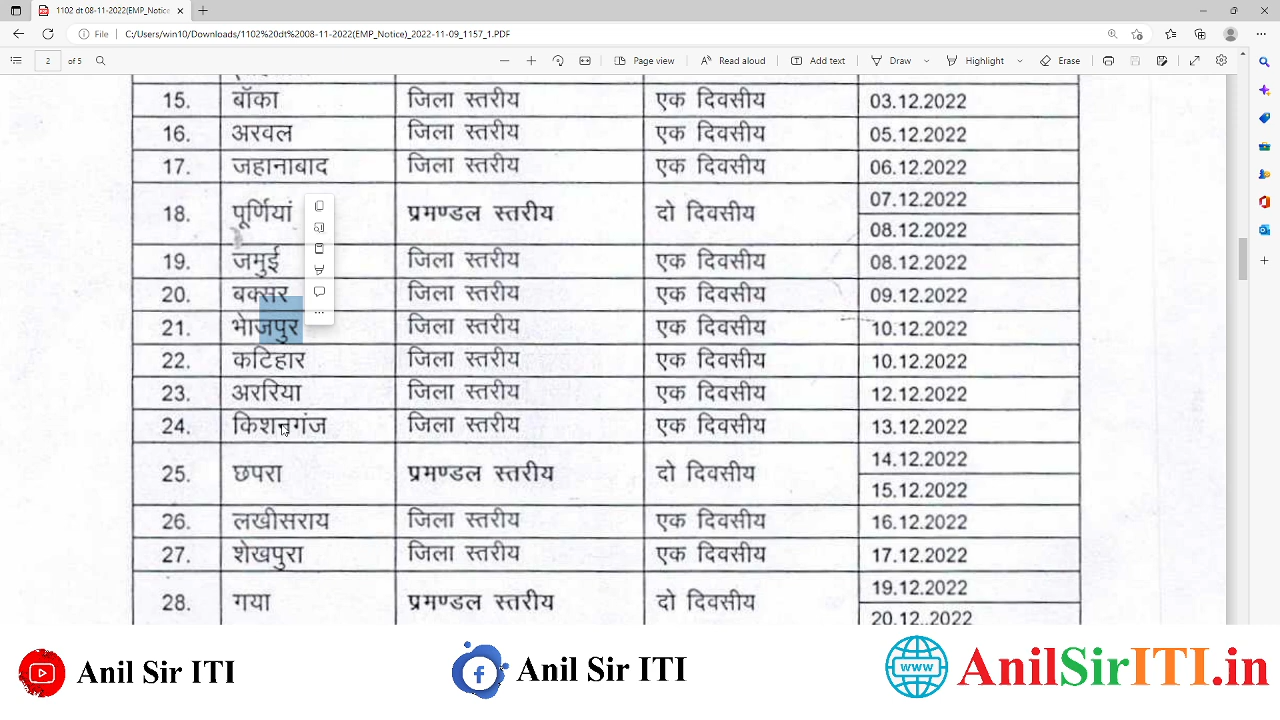 1102 dt 08-11-2022(EMP_Notice
File C:/Users/win10/Downloads/1102%20dt%2008-11-2022(EMP_Notice)_2022-11-09_1157_1.PDF
2 of 5 Page view Read aloud Add text Draw Highlight Erase
15. बॉका जिला स्तरीय एक दिवसीय 03.12.2022
16. अरवल जिला स्तरीय एक दिवसीय 05.12.2022
17. जहानाबाद जिला स्तरीय एक दिवसीय 06.12.2022
18. पूर्णियां प्रमण्डल स्तरीय दो दिवसीय 07.12.2022
08.12.2022
19. जमुई जिला स्तरीय एक दिवसीय 08.12.2022
20. बक्सर जिला स्तरीय एक दिवसीय 09.12.2022
21. भेाजपुर जिला स्तरीय एक दिवसीय 10.12.2022
22. कटिहार जिला स्तरीय एक दिवसीय 10.12.2022
23. अररिया जिला स्तरीय एक दिवसीय 12.12.2022
24. किशनगंज जिला स्तरीय एक दिवसीय 13.12.2022
25. छपरा प्रमण्डल स्तरीय दो दिवसीय 14.12.2022
15.12.2022
26. लखीसराय जिला स्तरीय एक दिवसीय 16.12.2022
27. शेखपुरा जिला स्तरीय एक दिवसीय 17.12.2022
28. गया प्रमण्डल स्तरीय दो दिवसीय 19.12.2022
20.12..2022
Anil Sir ITI Anil Sir ITI www AnilSirITI.in